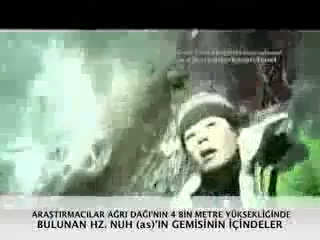 ARAŞTIRMACILAR AĞRI DAĞI'NIN 4 BİN METRE YÜKSEKLİĞİNDE
BULUNAN HZ. NUH (as)'IN GEMİSİNİN İÇİNDELER